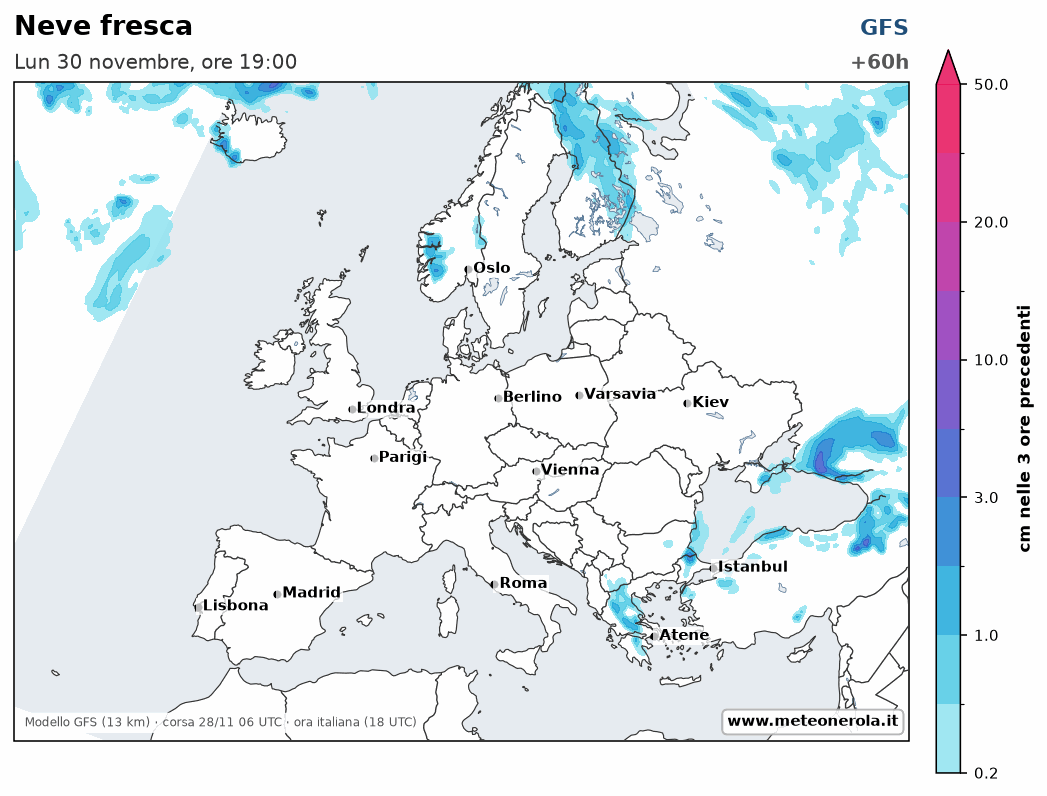 Neve fresca
GFS
Lun 30 novembre, ore 19:00
+60h
50.0
20.0
10.0
3.0
1.0
0.2
cm nelle 3 ore precedenti
Oslo
Berlino
Varsavia
Kiev
Londra
Parigi
Vienna
Istanbul
Roma
Madrid
Lisbona
Atene
Modello GFS (13 km) · corsa 28/11 06 UTC · ora italiana (18 UTC)
www.meteonerola.it